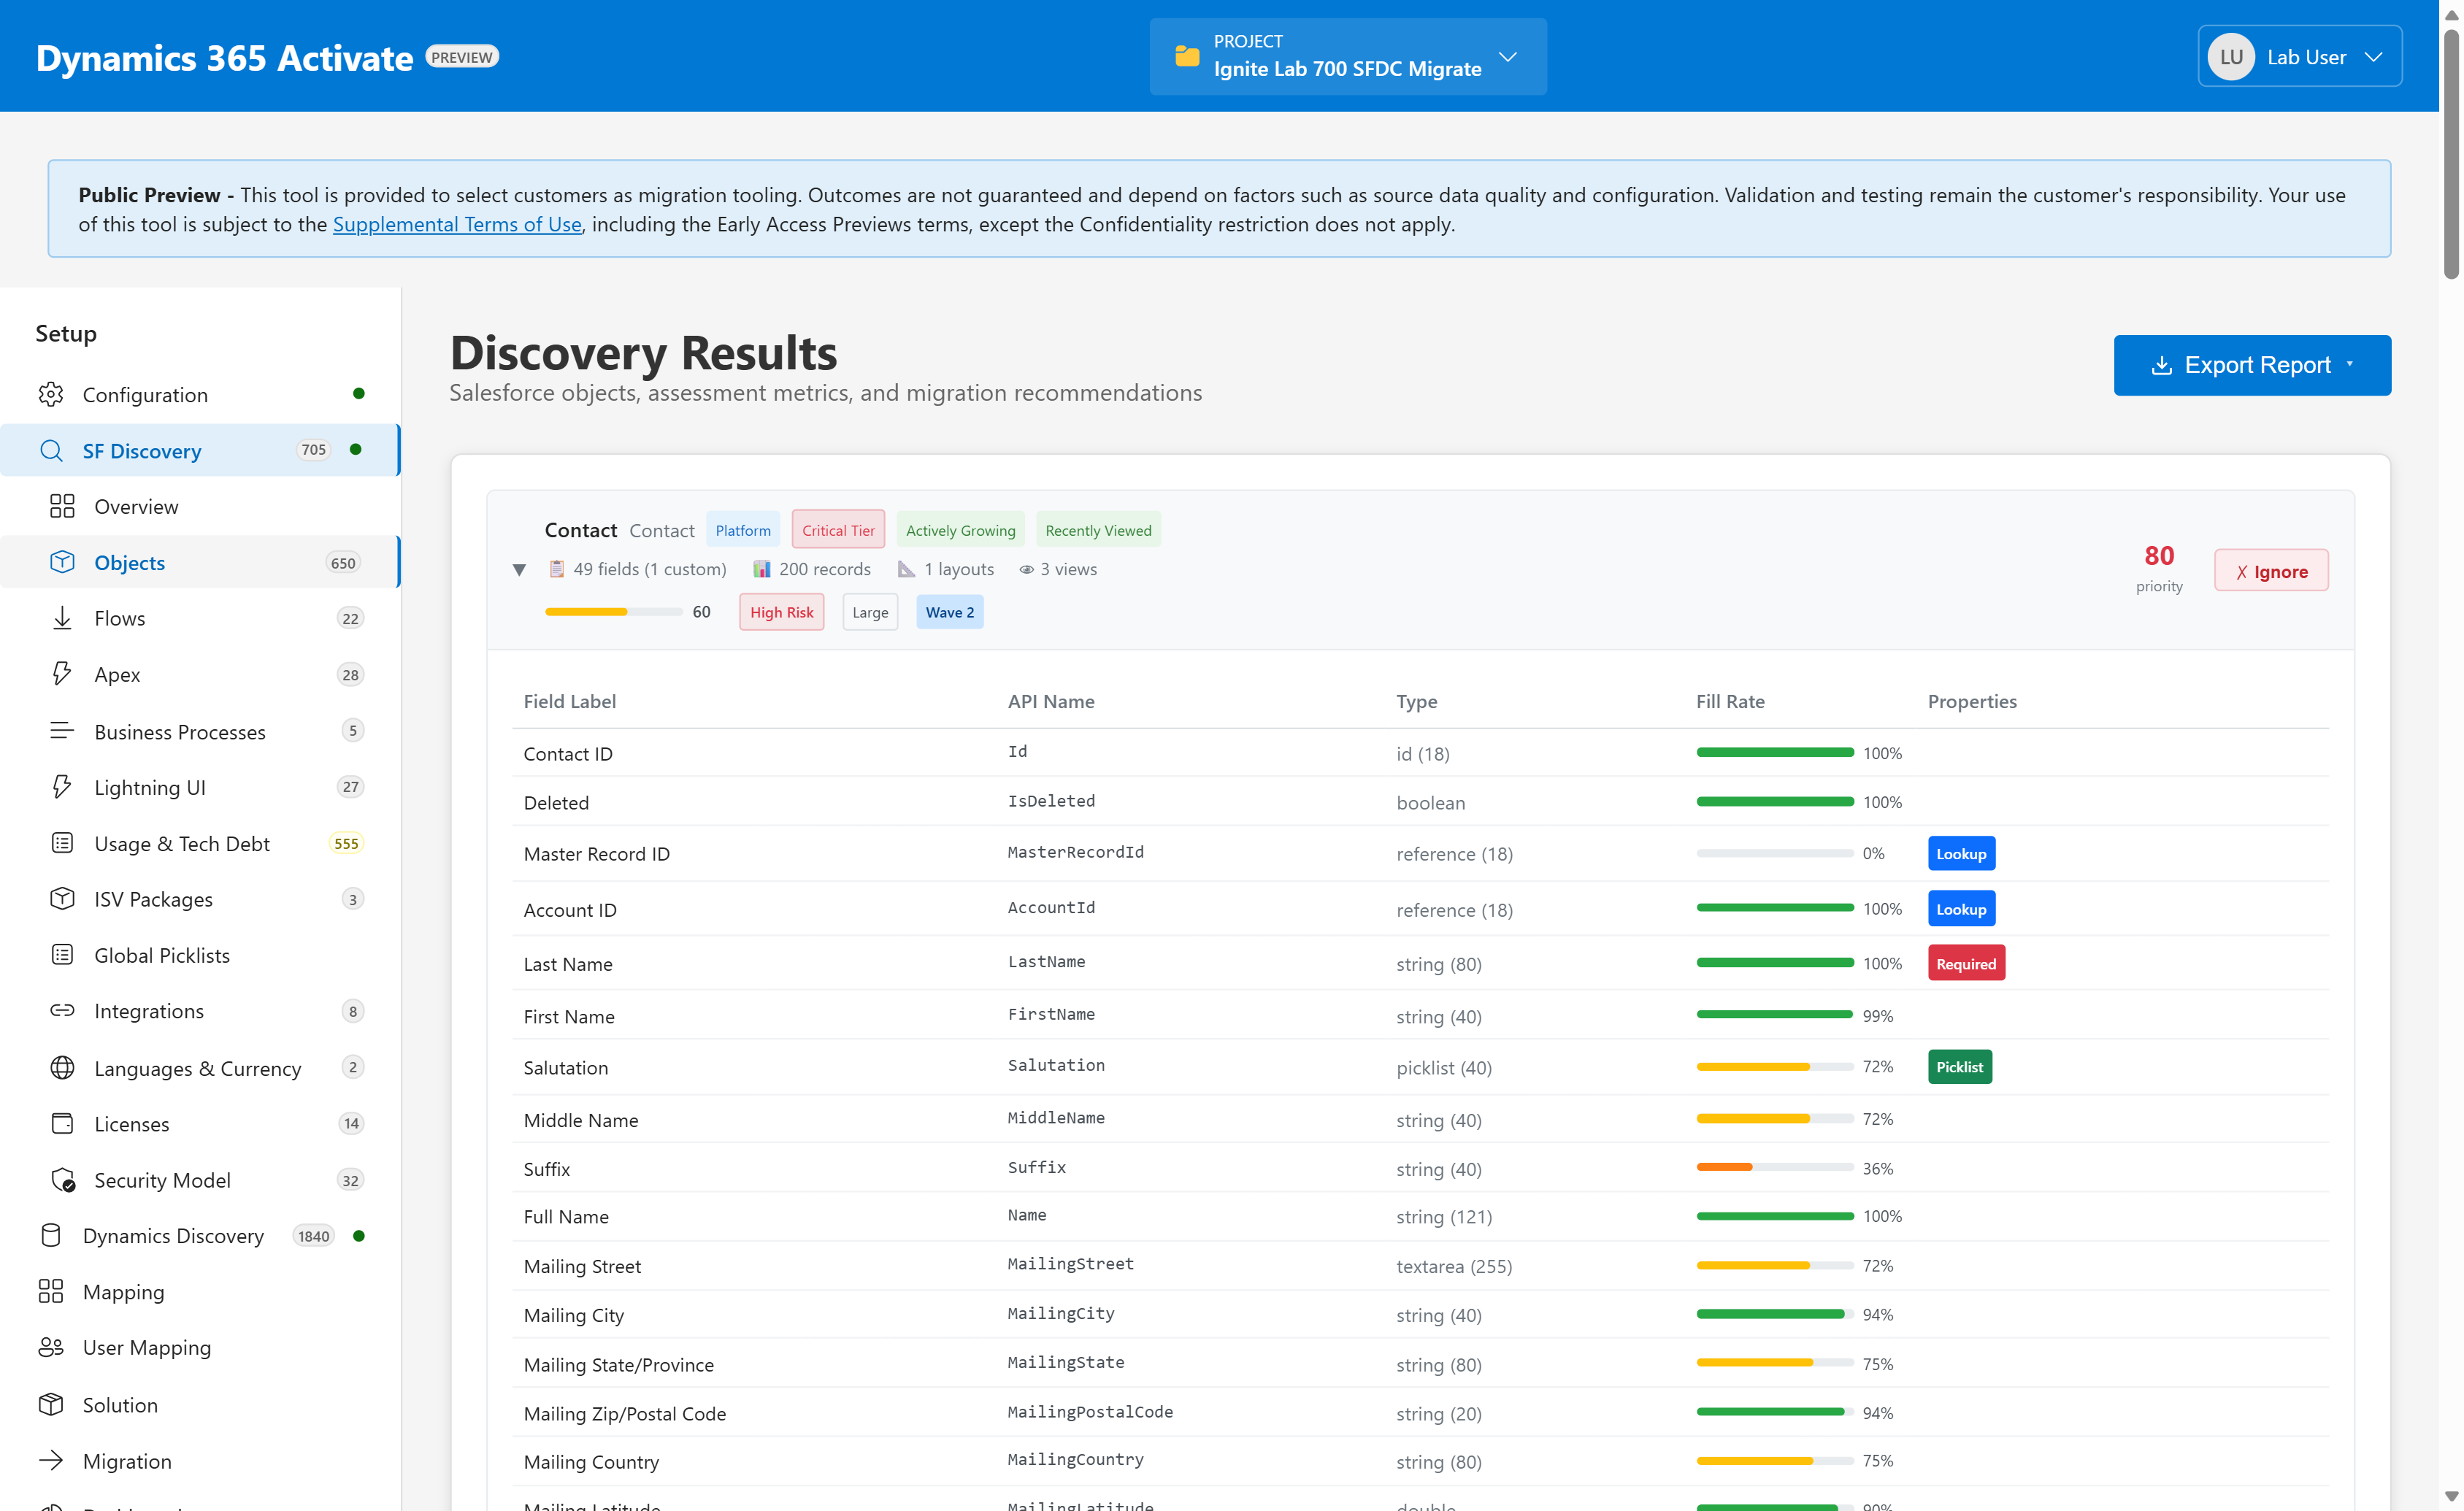 Dynamics 365 Activate PREVIEW
PROJECT
Ignite Lab 700 SFDC Migrate
LU Lab User
Public Preview - This tool is provided to select customers as migration tooling. Outcomes are not guaranteed and depend on factors such as source data quality and configuration. Validation and testing remain the customer's responsibility. Your use
of this tool is subject to the Supplemental Terms of Use, including the Early Access Previews terms, except the Confidentiality restriction does not apply.
Setup
Configuration
SF Discovery 705
Overview
Objects 650
Flows 22
Apex 28
Business Processes 5
Lightning UI 27
Usage & Tech Debt 555
ISV Packages 3
Global Picklists
Integrations 8
Languages & Currency 2
Licenses 14
Security Model 32
Dynamics Discovery 1840
Mapping
User Mapping
Solution
Migration
Discovery Results
Salesforce objects, assessment metrics, and migration recommendations
Export Report
Contact Contact Platform Critical Tier Actively Growing Recently Viewed
49 fields (1 custom) 200 records 1 layouts 3 views
60 High Risk Large Wave 2
80
priority
✗ Ignore
Field Label API Name Type Fill Rate Properties
Contact ID Id id (18) 100%
Deleted IsDeleted boolean 100%
Master Record ID MasterRecordId reference (18) 0% Lookup
Account ID AccountId reference (18) 100% Lookup
Last Name LastName string (80) 100% Required
First Name FirstName string (40) 99%
Salutation Salutation picklist (40) 72% Picklist
Middle Name MiddleName string (40) 72%
Suffix Suffix string (40) 36%
Full Name Name string (121) 100%
Mailing Street MailingStreet textarea (255) 72%
Mailing City MailingCity string (40) 94%
Mailing State/Province MailingState string (80) 75%
Mailing Zip/Postal Code MailingPostalCode string (20) 94%
Mailing Country MailingCountry string (80) 75%
Mailing Latitude MailingLatitude double 90%